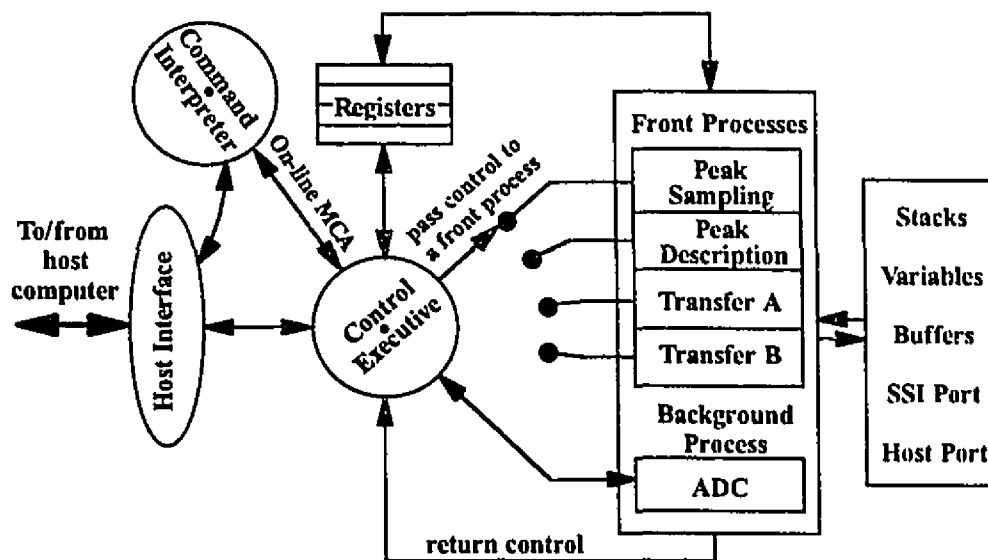 Command
Interpreter
Registers
On-line MCA
pass control to
a front process
To/from
host
computer
Host Interface
Control
Executive
Front Processes
Peak
Sampling
Peak
Description
Transfer A
Transfer B
Background
Process
ADC
Stacks
Variables
Buffers
SSI Port
Host Port
return control